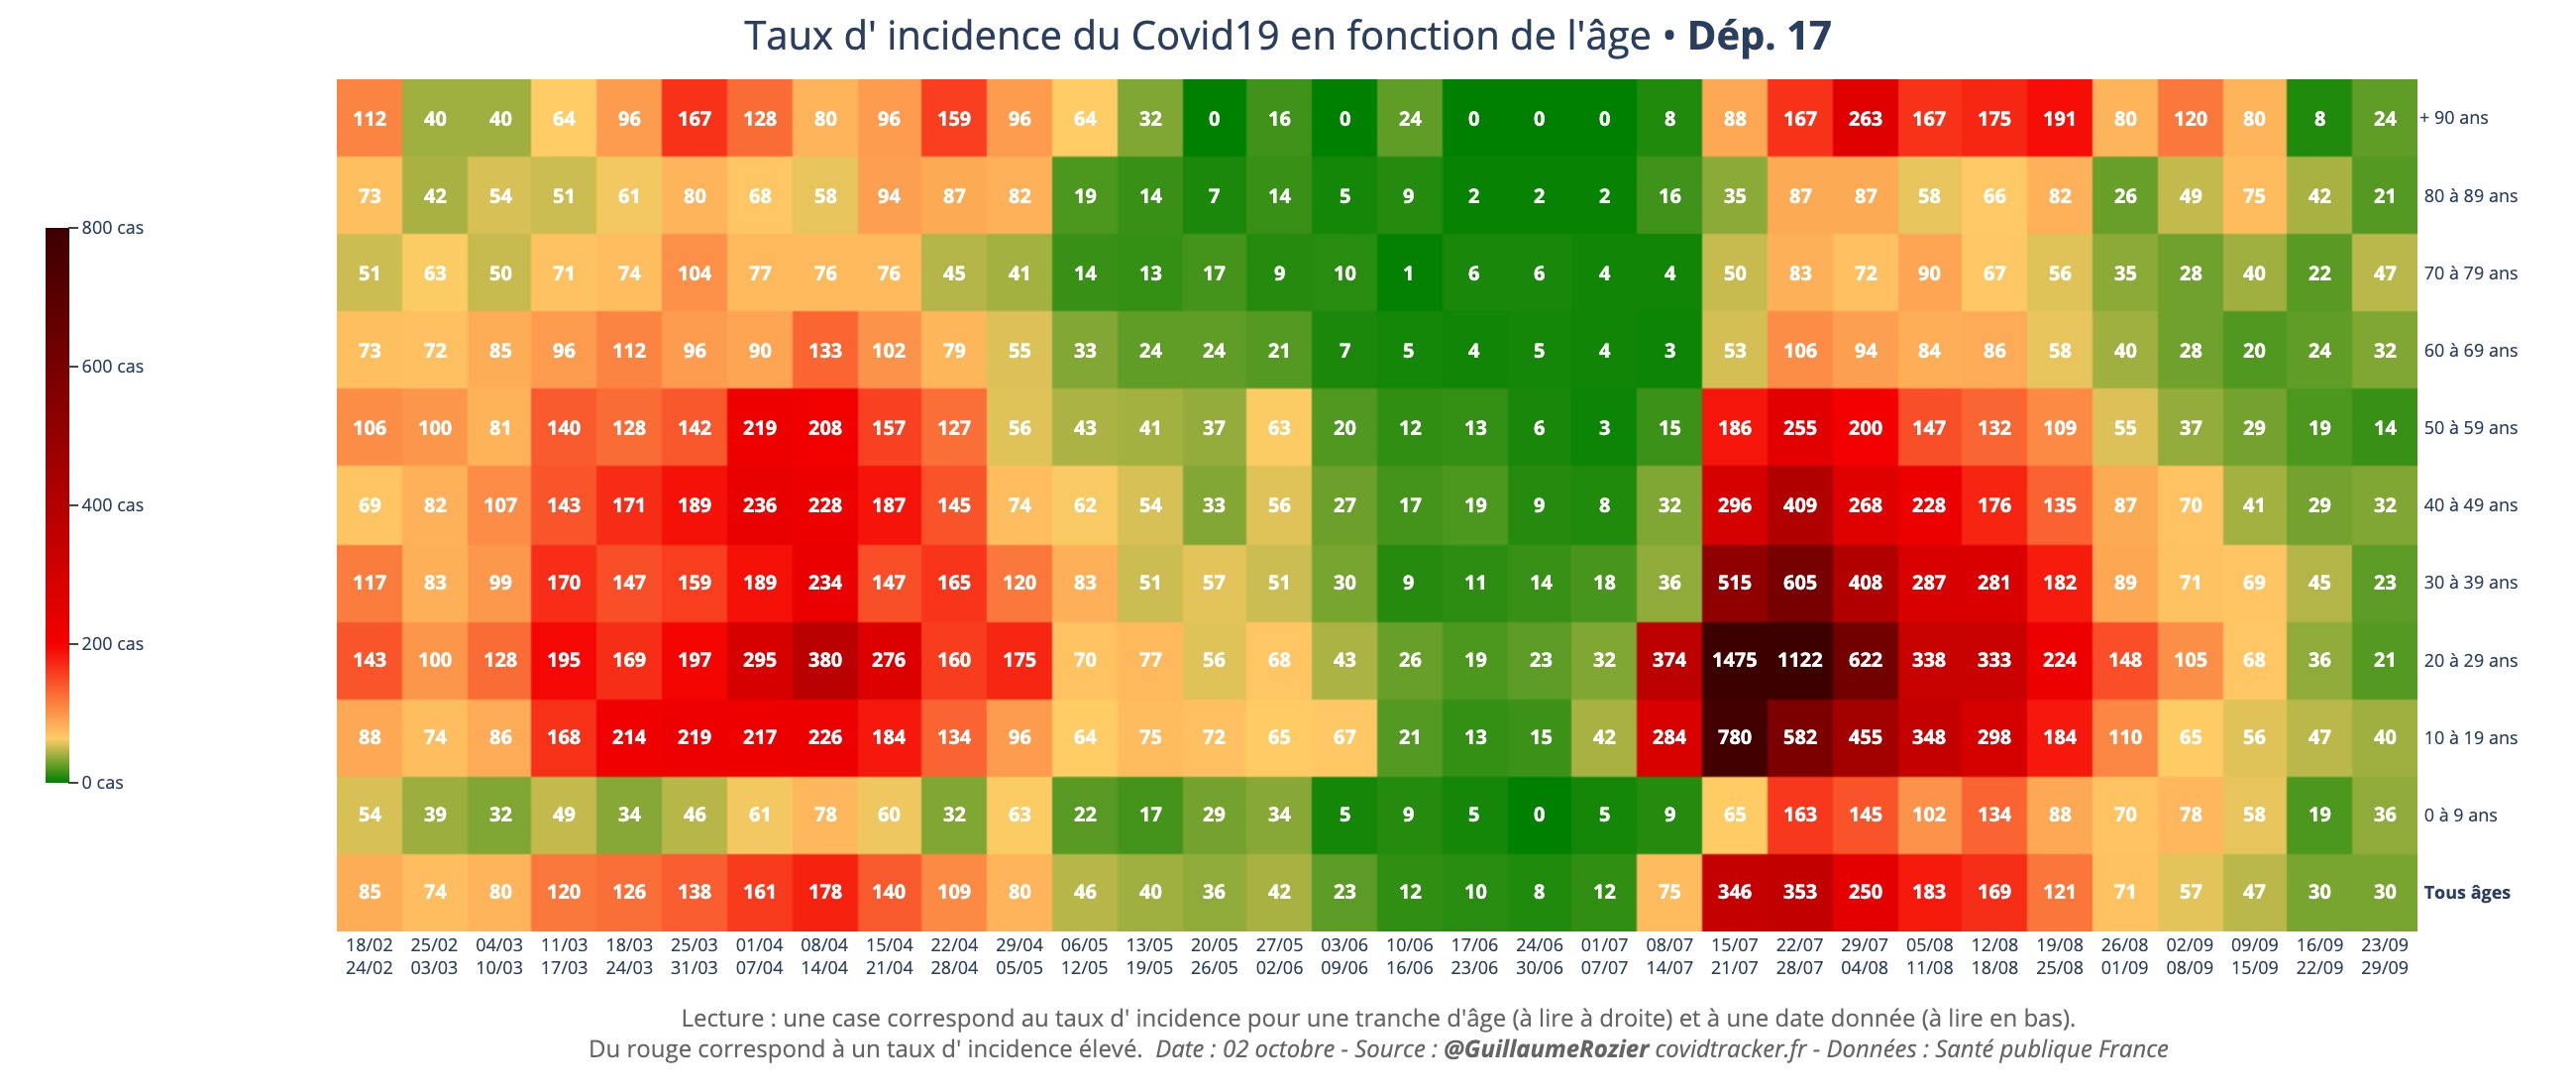 Taux d' incidence du Covid19 en fonction de l'âge • Dép. 17
112 40 40 64 96 167 128 80 96 159 96 64 32 0 16 0 24 0 0 0 8 88 167 263 167 175 191 80 120 80 8 24 + 90 ans
73 42 54 51 61 80 68 58 94 87 82 19 14 7 14 5 9 2 2 2 16 35 87 87 58 66 82 26 49 75 42 21 80 à 89 ans
800 cas
51 63 50 71 74 104 77 76 76 45 41 14 13 17 9 10 1 6 6 4 4 50 83 72 90 67 56 35 28 40 22 47 70 à 79 ans
73 72 85 96 112 96 90 133 102 79 55 33 24 24 21 7 5 4 5 4 3 53 106 94 84 86 58 40 28 20 24 32 60 à 69 ans
600 cas
106 100 81 140 128 142 219 208 157 127 56 43 41 37 63 20 12 13 6 3 15 186 255 200 147 132 109 55 37 29 19 14 50 à 59 ans
400 cas
69 82 107 143 171 189 236 228 187 145 74 62 54 33 56 27 17 19 9 8 32 296 409 268 228 176 135 87 70 41 29 32 40 à 49 ans
117 83 99 170 147 159 189 234 147 165 120 83 51 57 51 30 9 11 14 18 36 515 605 408 287 281 182 89 71 69 45 23 30 à 39 ans
200 cas
143 100 128 195 169 197 295 380 276 160 175 70 77 56 68 43 26 19 23 32 374 1475 1122 622 338 333 224 148 105 68 36 21 20 à 29 ans
88 74 86 168 214 219 217 226 184 134 96 64 75 72 65 67 21 13 15 42 284 780 582 455 348 298 184 110 65 56 47 40 10 à 19 ans
0 cas
54 39 32 49 34 46 61 78 60 32 63 22 17 29 34 5 9 5 0 5 9 65 163 145 102 134 88 70 78 58 19 36 0 à 9 ans
85 74 80 120 126 138 161 178 140 109 80 46 40 36 42 23 12 10 8 12 75 346 353 250 183 169 121 71 57 47 30 30 Tous âges
18/02 25/02 04/03 11/03 18/03 25/03 01/04 08/04 15/04 22/04 29/04 06/05 13/05 20/05 27/05 03/06 10/06 17/06 24/06 01/07 08/07 15/07 22/07 29/07 05/08 12/08 19/08 26/08 02/09 09/09 16/09 23/09
24/02 03/03 10/03 17/03 24/03 31/03 07/04 14/04 21/04 28/04 05/05 12/05 19/05 26/05 02/06 09/06 16/06 23/06 30/06 07/07 14/07 21/07 28/07 04/08 11/08 18/08 25/08 01/09 08/09 15/09 22/09 29/09
Lecture : une case correspond au taux d' incidence pour une tranche d'âge (à lire à droite) et à une date donnée (à lire en bas).
Du rouge correspond à un taux d' incidence élevé. Date : 02 octobre - Source : @GuillaumeRozier covidtracker.fr - Données : Santé publique France